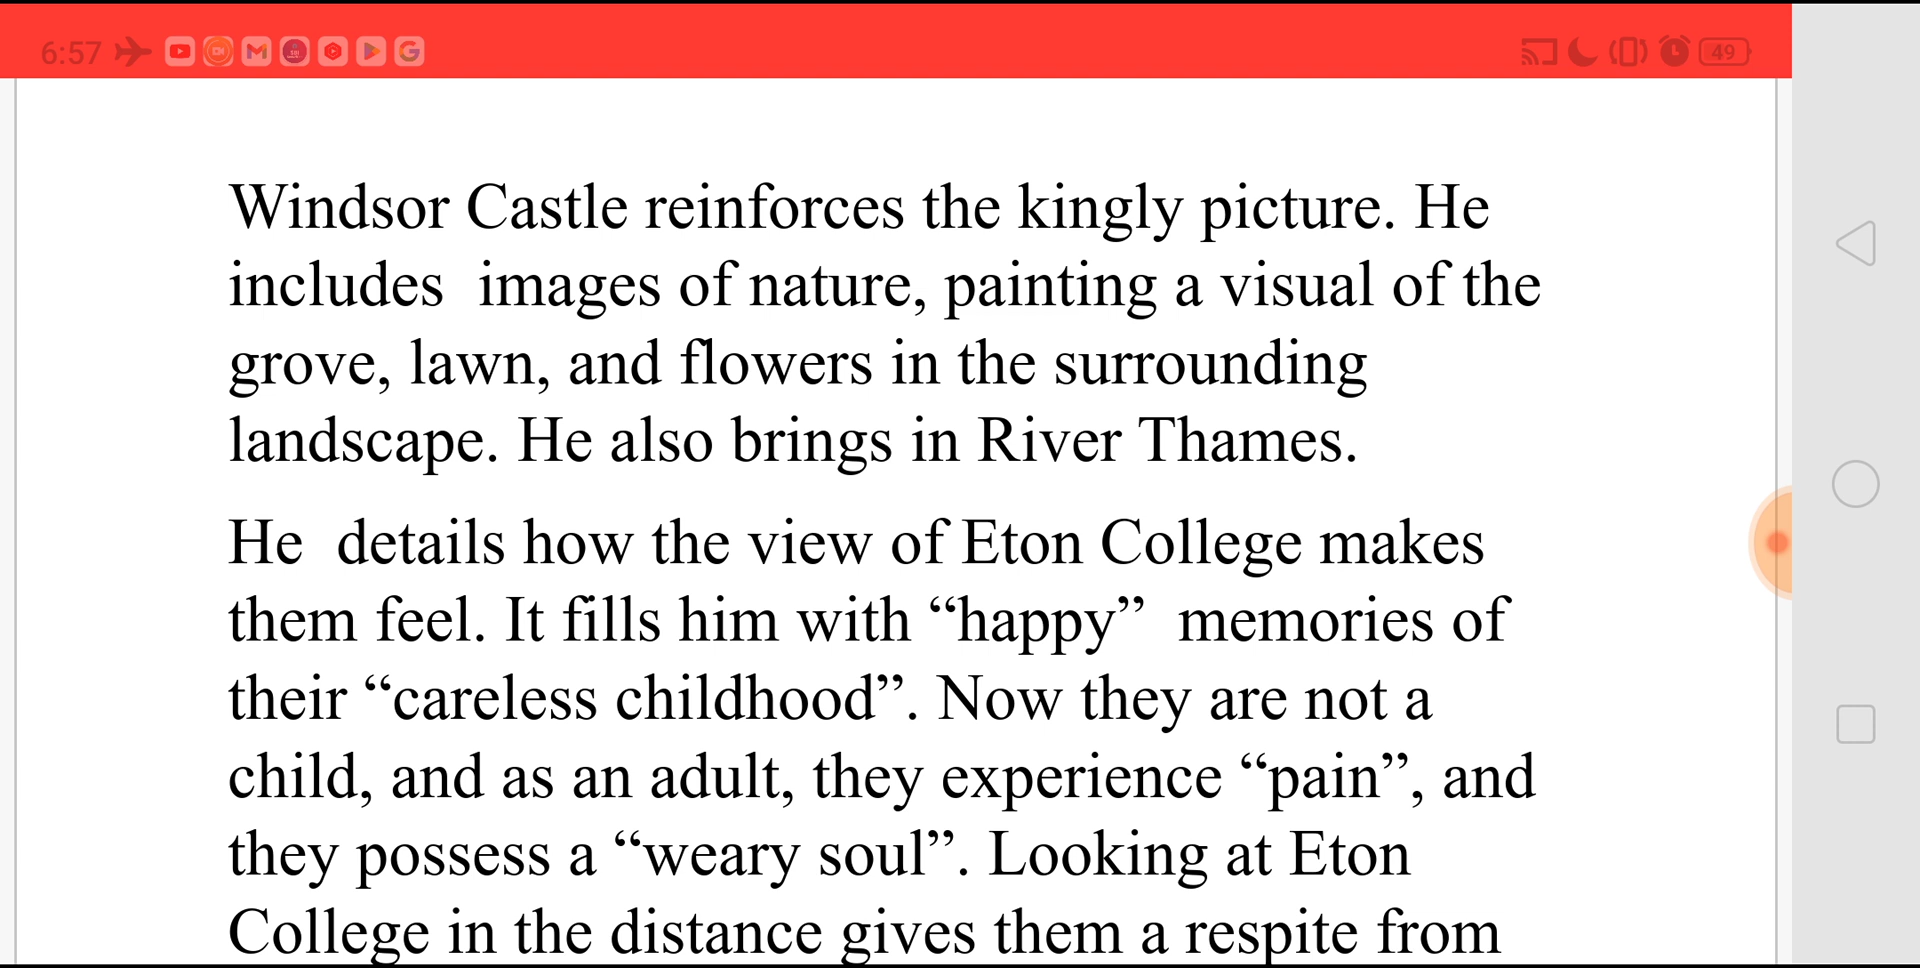 6:57
49
Windsor Castle reinforces the kingly picture. He
includes  images of nature, painting a visual of the
grove, lawn, and flowers in the surrounding
landscape. He also brings in River Thames.
He  details how the view of Eton College makes
them feel. It fills him with “happy”  memories of
their “careless childhood”. Now they are not a
child, and as an adult, they experience “pain”, and
they possess a “weary soul”. Looking at Eton
College in the distance gives them a respite from